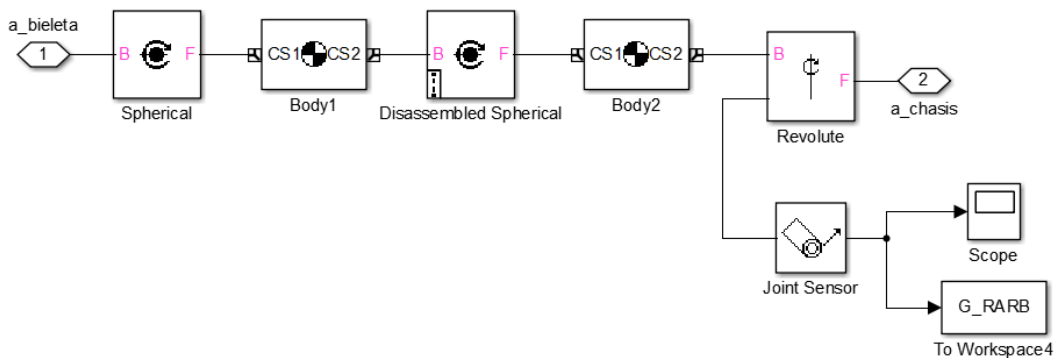 a_bieleta
1
B
F
Spherical
CS1
CS2
Body1
B
F
Disassembled Spherical
CS1
CS2
Body2
B
F
Revolute
2
a_chasis
Joint Sensor
Scope
G_RARB
To Workspace4